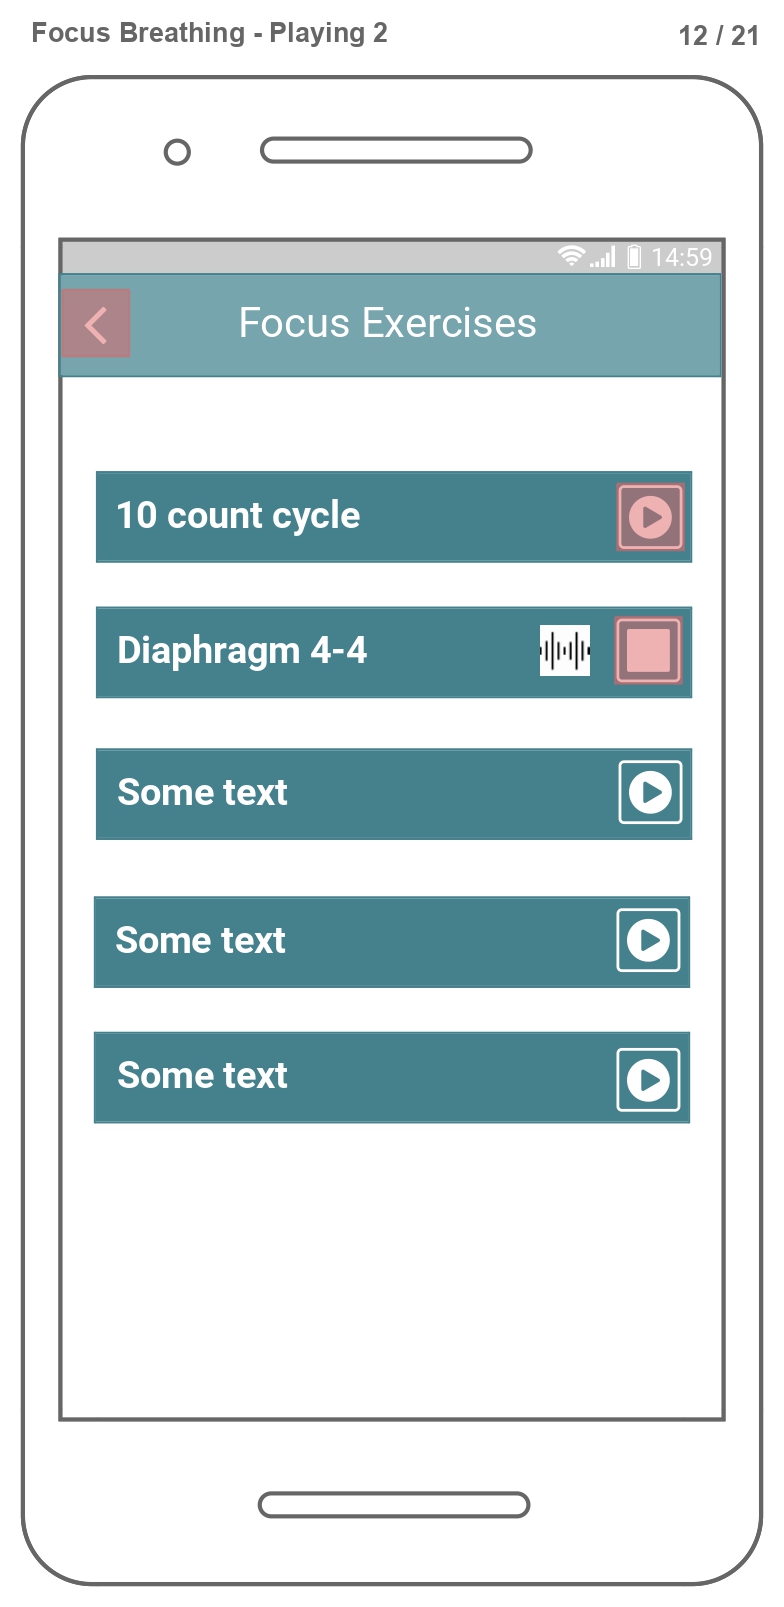 Focus Breathing - Playing 2
12 / 21
14:59
Focus Exercises
10 count cycle
Diaphragm 4-4
Some text
Some text
Some text